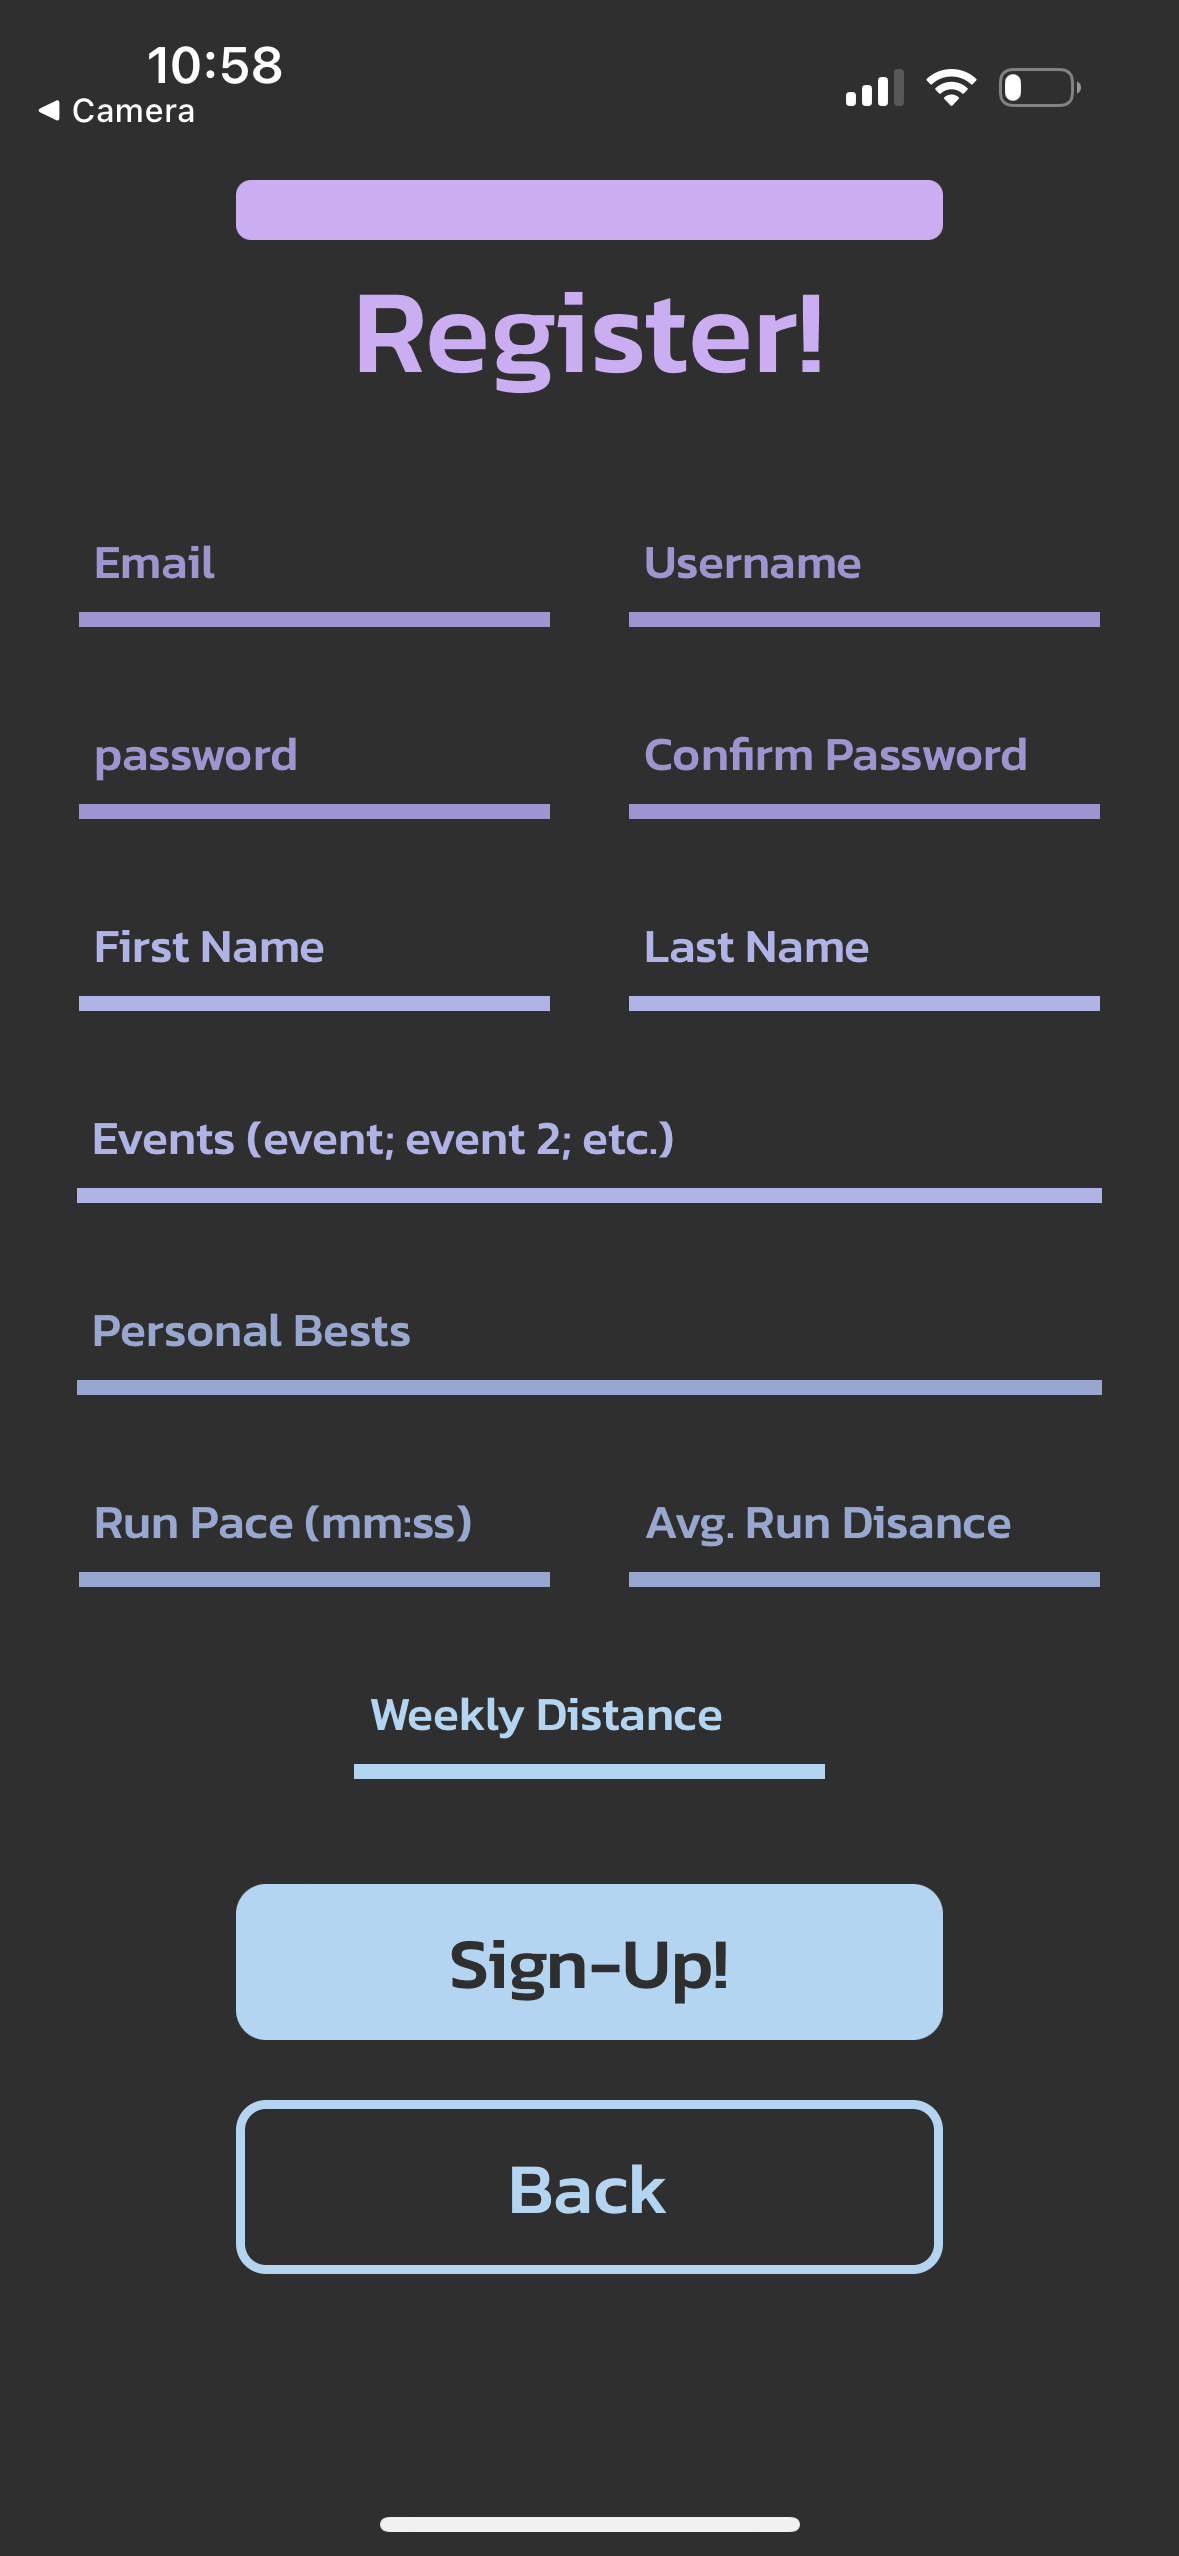 10:58
◀ Camera
Register!
Email
Username
password
Confirm Password
First Name
Last Name
Events (event; event 2; etc.)
Personal Bests
Run Pace (mm:ss)
Avg. Run Disance
Weekly Distance
Sign-Up!
Back